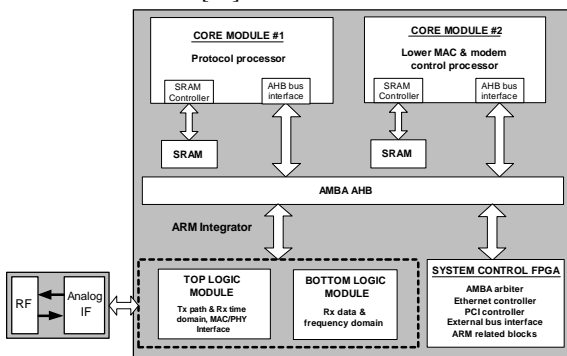 CORE MODULE #1
Protocol processor
SRAM
Controller
AHB bus
interface
SRAM
CORE MODULE #2
Lower MAC & modem
control processor
SRAM
Controller
AHB bus
interface
SRAM
AMBA AHB
ARM Integrator
RF
Analog
IF
TOP LOGIC
MODULE
Tx path & Rx time
domain, MAC/PHY
Interface
BOTTOM LOGIC
MODULE
Rx data &
frequency domain
SYSTEM CONTROL FPGA
AMBA arbiter
Ethernet controller
PCI controller
External bus interface
ARM related blocks